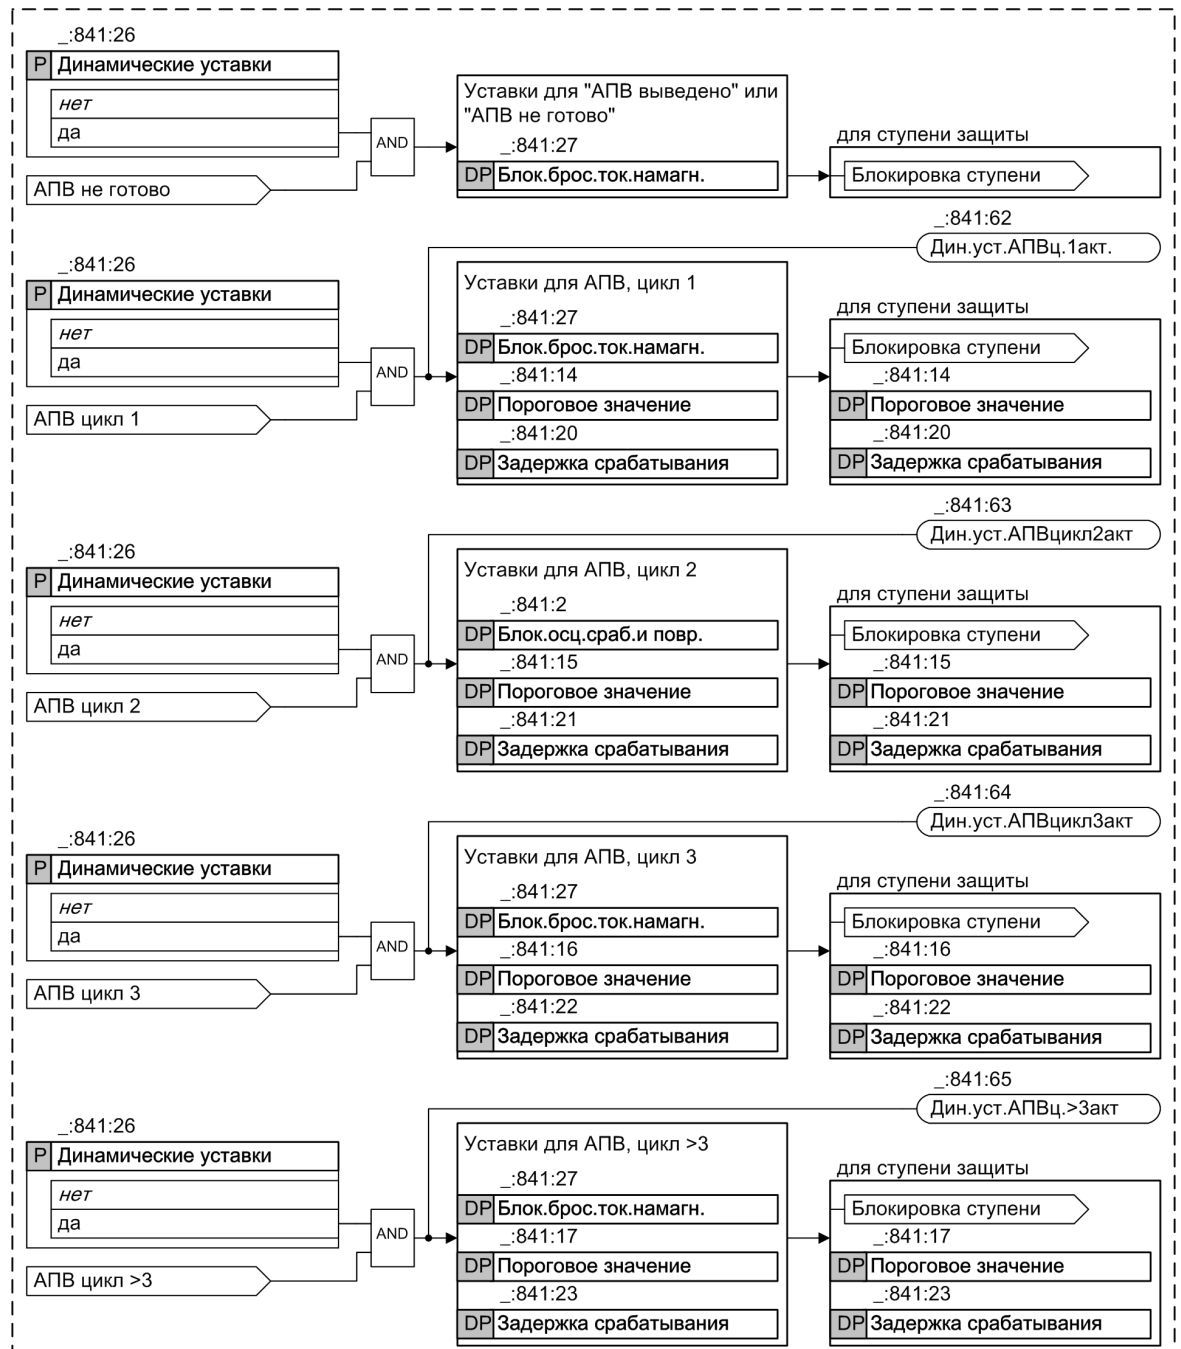 _:841:26
P Динамические уставки
нет
да
АПВ не готово
AND
Уставки для "АПВ выведено" или
"АПВ не готово"
_:841:27
DP Блок.брос.ток.намагн.
для ступени защиты
Блокировка ступени
_:841:62
Дин.уст.АПВц.1акт.
_:841:26
P Динамические уставки
нет
да
АПВ цикл 1
AND
Уставки для АПВ, цикл 1
_:841:27
DP Блок.брос.ток.намагн.
_:841:14
DP Пороговое значение
_:841:20
DP Задержка срабатывания
для ступени защиты
Блокировка ступени
_:841:14
DP Пороговое значение
_:841:20
DP Задержка срабатывания
_:841:63
Дин.уст.АПВцикл2акт
_:841:26
P Динамические уставки
нет
да
АПВ цикл 2
AND
Уставки для АПВ, цикл 2
_:841:2
DP Блок.осц.сраб.и повр.
_:841:15
DP Пороговое значение
_:841:21
DP Задержка срабатывания
для ступени защиты
Блокировка ступени
_:841:15
DP Пороговое значение
_:841:21
DP Задержка срабатывания
_:841:64
Дин.уст.АПВцикл3акт
_:841:26
P Динамические уставки
нет
да
АПВ цикл 3
AND
Уставки для АПВ, цикл 3
_:841:27
DP Блок.брос.ток.намагн.
_:841:16
DP Пороговое значение
_:841:22
DP Задержка срабатывания
для ступени защиты
Блокировка ступени
_:841:16
DP Пороговое значение
_:841:22
DP Задержка срабатывания
_:841:65
Дин.уст.АПВц.>3акт
_:841:26
P Динамические уставки
нет
да
АПВ цикл >3
AND
Уставки для АПВ, цикл >3
_:841:27
DP Блок.брос.ток.намагн.
_:841:17
DP Пороговое значение
_:841:23
DP Задержка срабатывания
для ступени защиты
Блокировка ступени
_:841:17
DP Пороговое значение
_:841:23
DP Задержка срабатывания